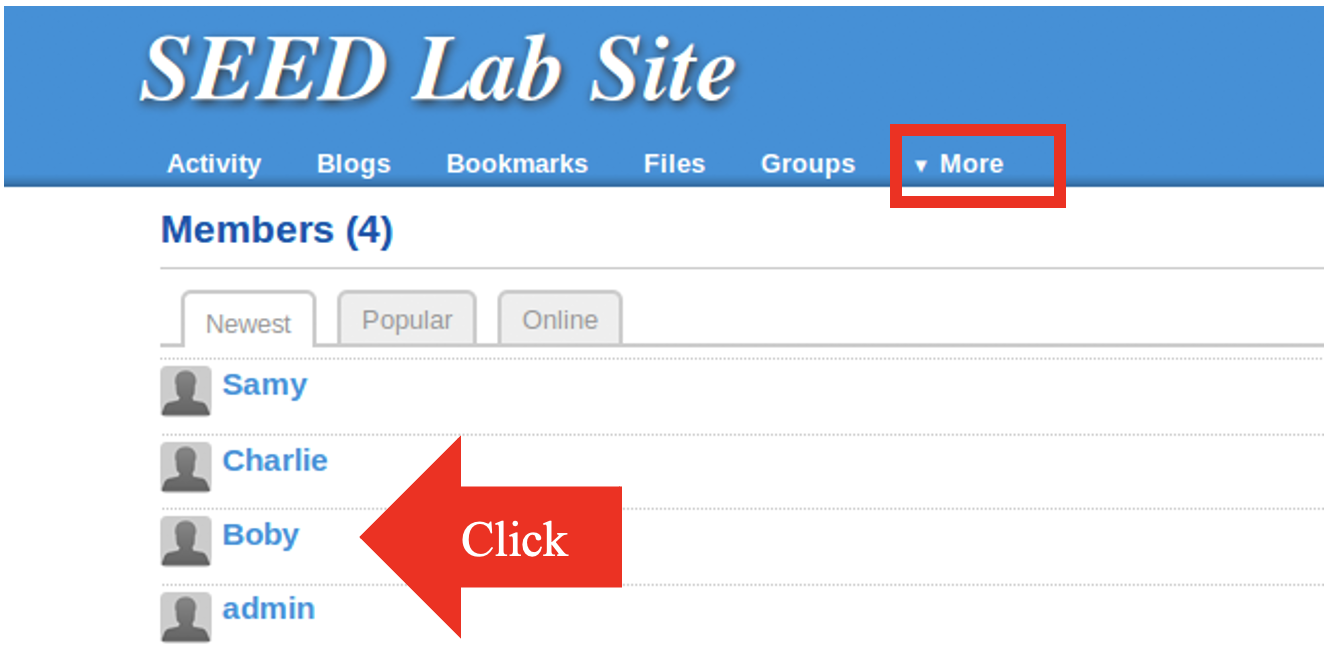 SEED Lab Site
Activity Blogs Bookmarks Files Groups ▼ More
Members (4)
Newest Popular Online
Samy
Charlie
Boby
Click
admin